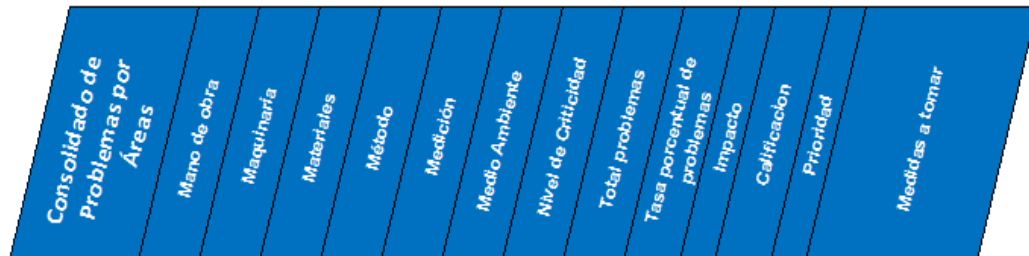 Consolidado de
Problemas por
Áreas
Mano de obra
Maquinaria
Materiales
Método
Medición
Medio Ambiente
Nivel de Criticidad
Total problemas
Tasa porcentual de
problemas
Impacto
Calificacion
Prioridad
Medidas a tomar